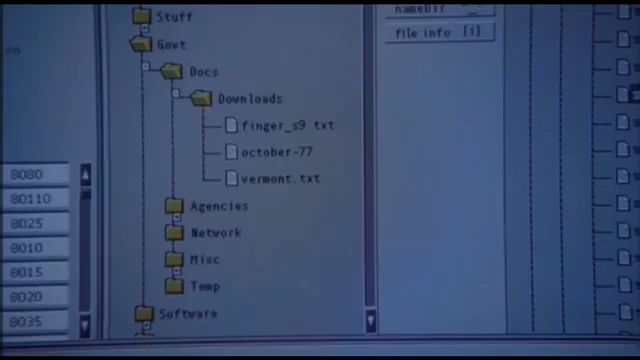 Stuff
Govt
Docs
Downloads
finger_s9 txt
october-77
vermont.txt
Agencies
Network
Misc
Temp
Software
file info [i]
8080
80110
8025
8010
8015
8020
8035